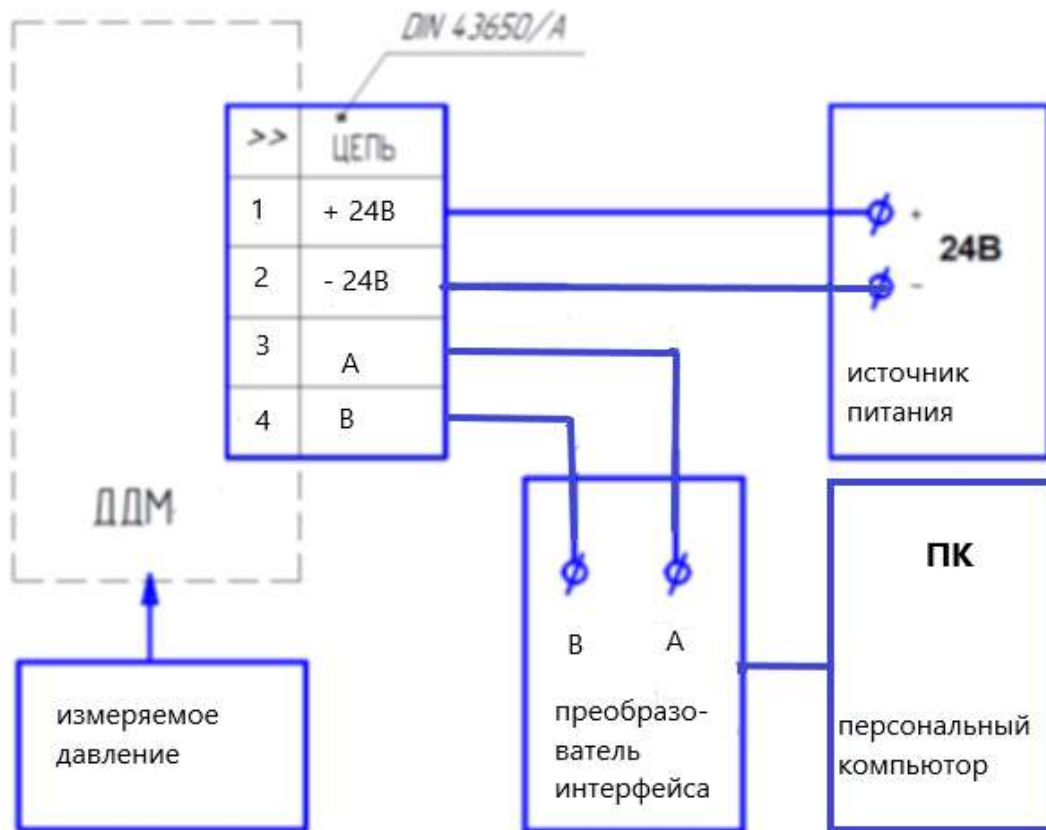 DIN 43650/A
>> ЦЕПЬ
1 + 24В
2 - 24В
3 А
4 В
+
24В
−
источник
питания
ДДМ
ПК
В А
измеряемое
давление
преобразо-
ватель
интерфейса
персональный
компьютор